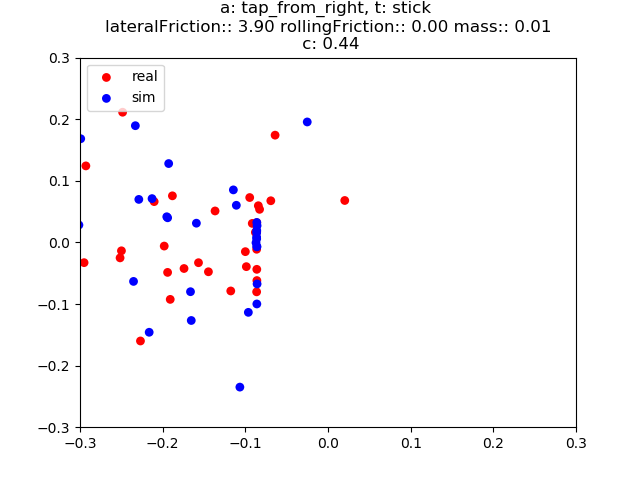 a: tap_from_right, t: stick
lateralFriction:: 3.90 rollingFriction:: 0.00 mass:: 0.01
c: 0.44
real
sim
0.3
0.2
0.1
0.0
−0.1
−0.2
−0.3
−0.3 −0.2 −0.1 0.0 0.1 0.2 0.3